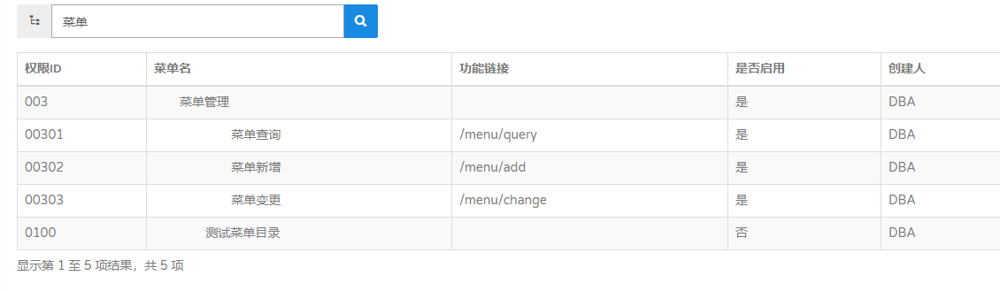 菜单
权限ID 菜单名 功能链接 是否启用 创建人
003 菜单管理 是 DBA
00301 菜单查询 /menu/query 是 DBA
00302 菜单新增 /menu/add 是 DBA
00303 菜单变更 /menu/change 是 DBA
0100 测试菜单目录 否 DBA
显示第 1 至 5 项结果，共 5 项